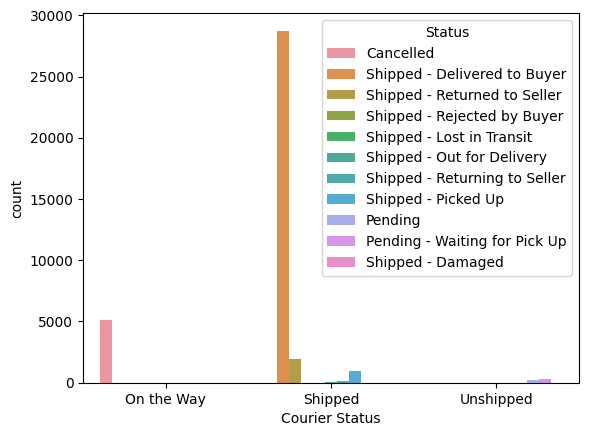 30000
25000
20000
15000
10000
5000
0
count
Status
Cancelled
Shipped - Delivered to Buyer
Shipped - Returned to Seller
Shipped - Rejected by Buyer
Shipped - Lost in Transit
Shipped - Out for Delivery
Shipped - Returning to Seller
Shipped - Picked Up
Pending
Pending - Waiting for Pick Up
Shipped - Damaged
On the Way Shipped Unshipped
Courier Status